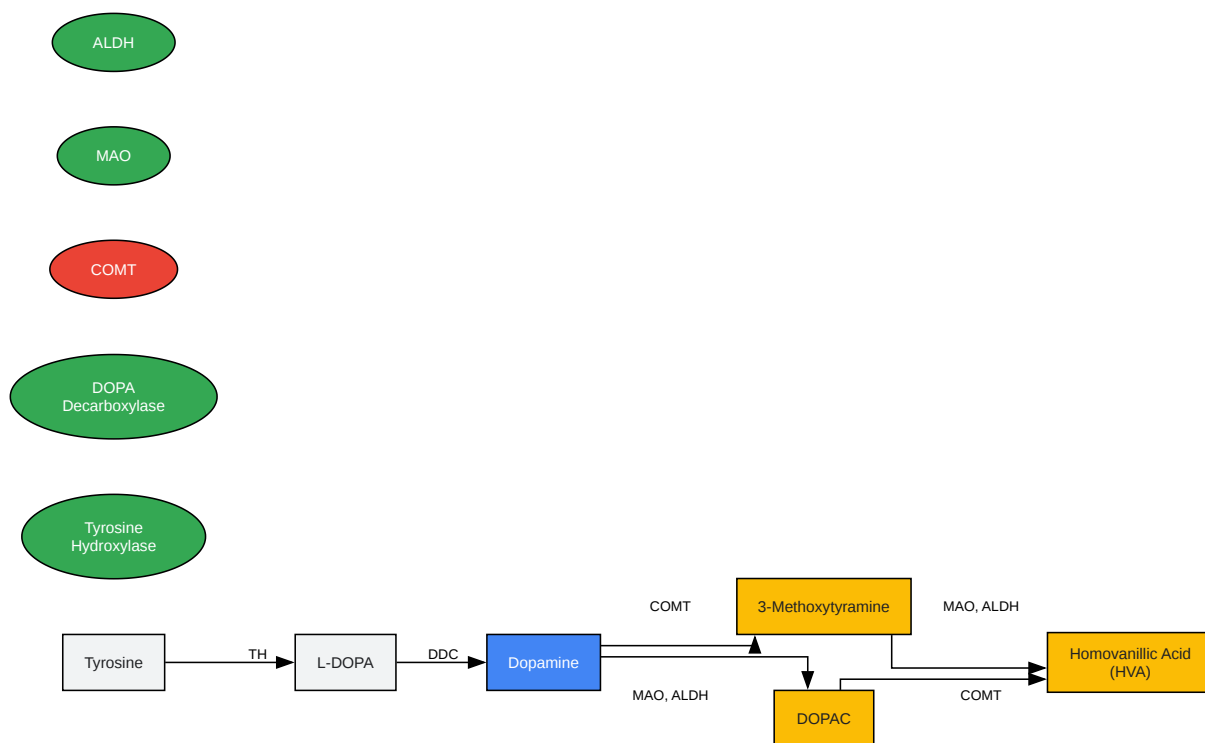 ALDH
MAO
COMT
DOPA
Decarboxylase
Tyrosine
Hydroxylase
COMT
3-Methoxytyramine
MAO, ALDH
Tyrosine
TH
L-DOPA
DDC
Dopamine
Homovanillic Acid
(HVA)
MAO, ALDH
DOPAC
COMT